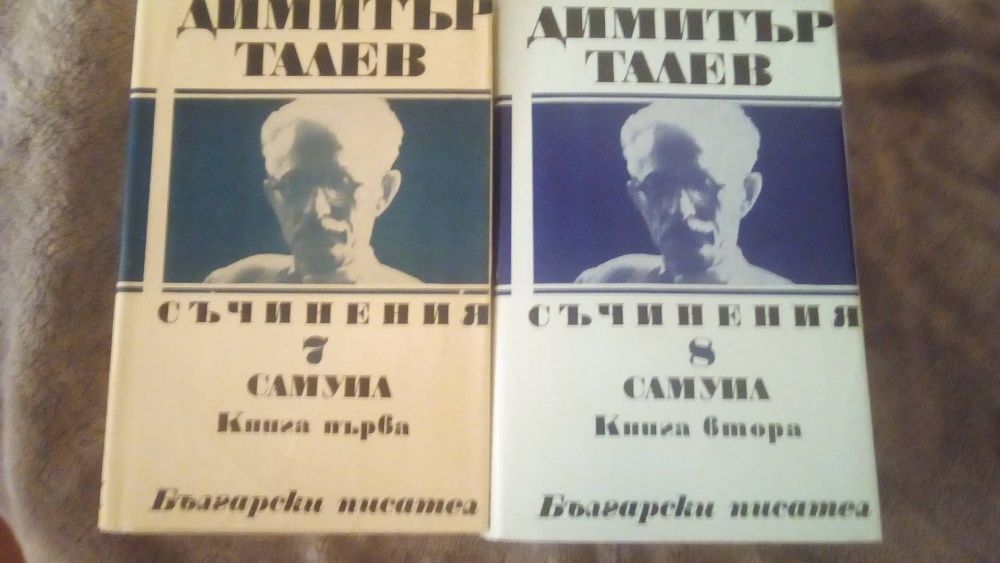 ДИМИТЪР
ТАЛЕВ
СЪЧИНЕНИЯ
7
САМУИЛ
Книга първа
Български писател
ДИМИТЪР
ТАЛЕВ
СЪЧИНЕНИЯ
8
САМУИЛ
Книга втора
Български писател